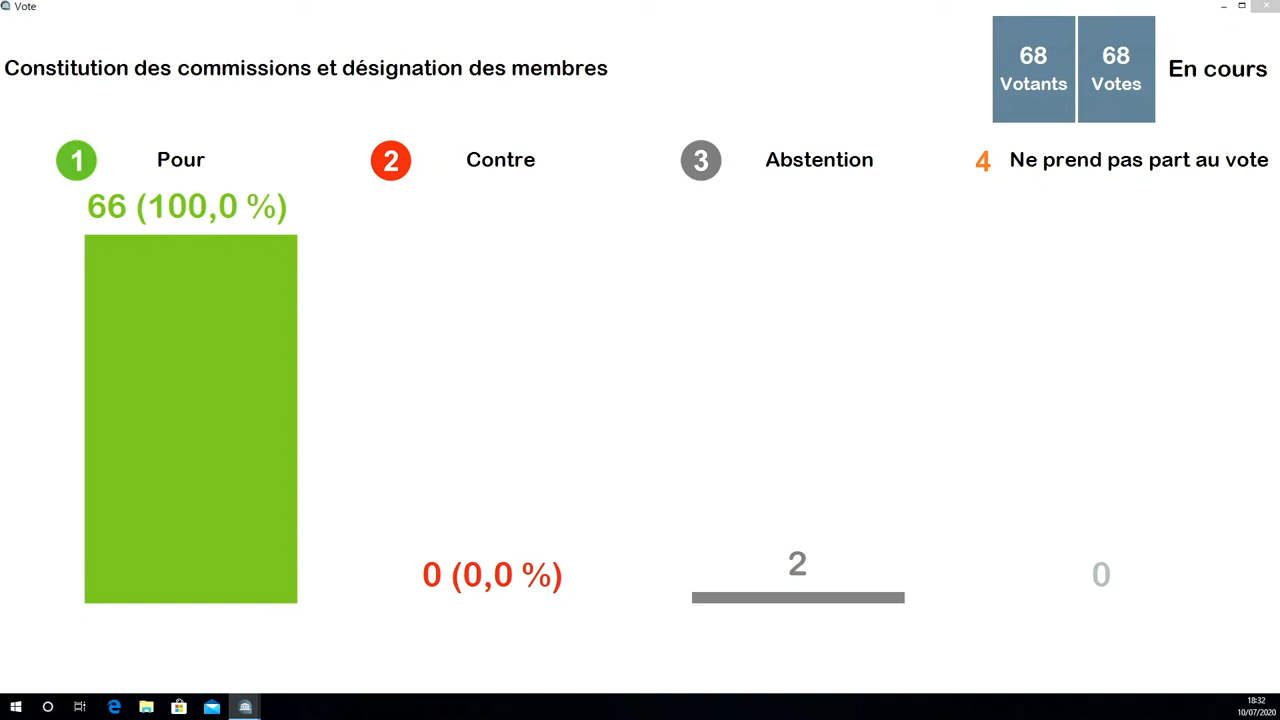 Vote
Constitution des commissions et désignation des membres
68
Votants
68
Votes
En cours
1 Pour
2 Contre
3 Abstention
4 Ne prend pas part au vote
66 (100,0 %)
0 (0,0 %)
2
0
18:32
10/07/2020